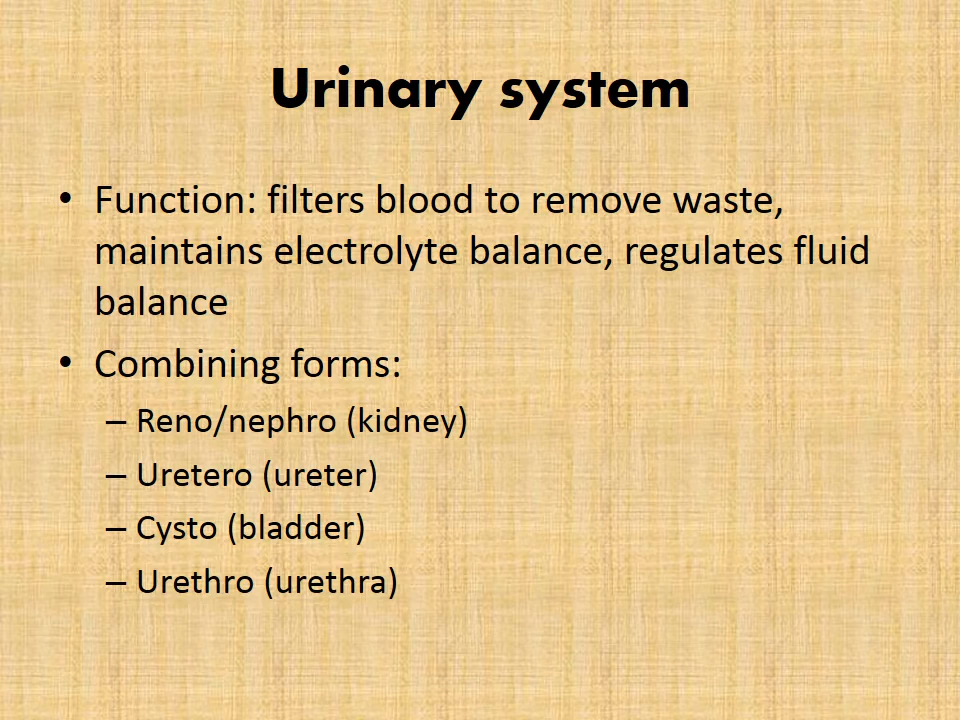 Urinary system
• Function: filters blood to remove waste,
maintains electrolyte balance, regulates fluid
balance
• Combining forms:
– Reno/nephro (kidney)
– Uretero (ureter)
– Cysto (bladder)
– Urethro (urethra)